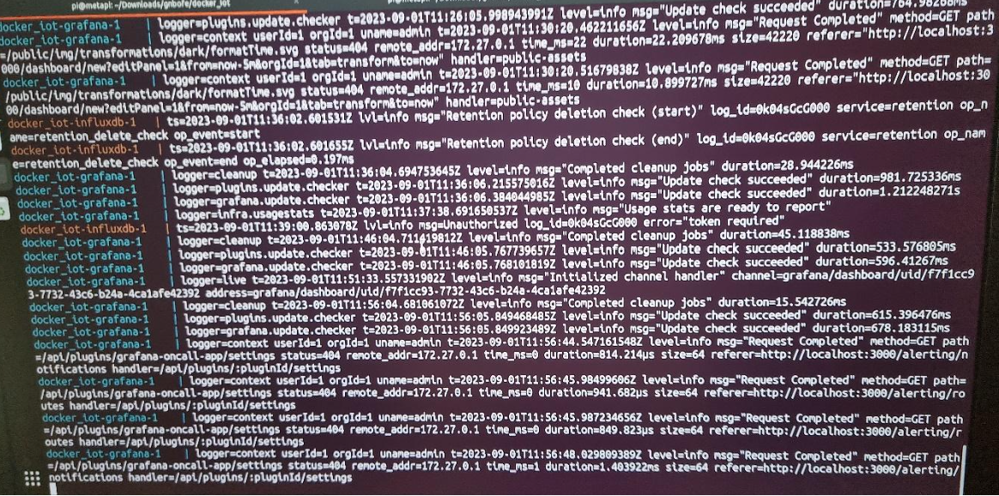 pi@metapi: ~/Downloads/gnbofe/docker_iot
docker_iot-grafana-1 | logger=plugins.update.checker t=2023-09-01T11:26:05.998943991Z level=info msg="Update check succeeded"
docker_iot-grafana-1 | logger=context userId=1 orgId=1 uname=admin t=2023-09-01T11:30:20.462211656Z level=info msg="Request Completed" method=GET path
=/public/img/transformations/dark/formatTime.svg status=404 remote_addr=172.27.0.1 time_ms=22 duration=22.209678ms size=42220 referer="http://localhost:3
000/dashboard/new?editPanel=1&from=now-5m&orgId=1&tab=transform&to=now" handler=public-assets
docker_iot-grafana-1 | logger=context userId=1 orgId=1 uname=admin t=2023-09-01T11:30:20.51679838Z level=info msg="Request Completed" method=GET path=
/public/img/transformations/dark/formatTime.svg status=404 remote_addr=172.27.0.1 time_ms=10 duration=10.899727ms size=42220 referer="http://localhost:30
00/dashboard/new?editPanel=1&from=now-5m&orgId=1&tab=transform&to=now" handler=public-assets
docker_iot-influxdb-1 | ts=2023-09-01T11:36:02.601531Z lvl=info msg="Retention policy deletion check (start)" log_id=0k04sGcG000 service=retention op_n
ame=retention_delete_check op_event=start
docker_iot-influxdb-1 | ts=2023-09-01T11:36:02.601655Z lvl=info msg="Retention policy deletion check (end)" log_id=0k04sGcG000 service=retention op_nam
e=retention_delete_check op_event=end op_elapsed=0.197ms
docker_iot-grafana-1 | logger=cleanup t=2023-09-01T11:36:04.694753645Z level=info msg="Completed cleanup jobs" duration=28.944226ms
docker_iot-grafana-1 | logger=plugins.update.checker t=2023-09-01T11:36:06.215575016Z level=info msg="Update check succeeded" duration=981.725336ms
docker_iot-grafana-1 | logger=grafana.update.checker t=2023-09-01T11:36:06.384044985Z level=info msg="Update check succeeded" duration=1.212248271s
docker_iot-grafana-1 | logger=infra.usagestats t=2023-09-01T11:37:38.691650537Z level=info msg="Usage stats are ready to report"
docker_iot-influxdb-1 | ts=2023-09-01T11:39:00.863078Z lvl=info msg=Unauthorized log_id=0k04sGcG000 error="token required"
docker_iot-grafana-1 | logger=cleanup t=2023-09-01T11:46:04.711419812Z level=info msg="Completed cleanup jobs" duration=45.118838ms
docker_iot-grafana-1 | logger=plugins.update.checker t=2023-09-01T11:46:05.767739657Z level=info msg="Update check succeeded" duration=533.576805ms
docker_iot-grafana-1 | logger=grafana.update.checker t=2023-09-01T11:46:05.768101819Z level=info msg="Update check succeeded" duration=596.41267ms
docker_iot-grafana-1 | logger=live t=2023-09-01T11:51:33.557331902Z level=info msg="Initialized channel handler" channel=grafana/dashboard/uid/f7f1cc9
3-7732-43c6-b24a-4ca1afe42392 address=grafana/dashboard/uid/f7f1cc93-7732-43c6-b24a-4ca1afe42392
docker_iot-grafana-1 | logger=cleanup t=2023-09-01T11:56:04.681061072Z level=info msg="Completed cleanup jobs" duration=15.542726ms
docker_iot-grafana-1 | logger=plugins.update.checker t=2023-09-01T11:56:05.849468485Z level=info msg="Update check succeeded" duration=615.396476ms
docker_iot-grafana-1 | logger=grafana.update.checker t=2023-09-01T11:56:05.849923489Z level=info msg="Update check succeeded" duration=678.183115ms
docker_iot-grafana-1 | logger=context userId=1 orgId=1 uname=admin t=2023-09-01T11:56:44.547161548Z level=info msg="Request Completed" method=GET path
=/api/plugins/grafana-oncall-app/settings status=404 remote_addr=172.27.0.1 time_ms=0 duration=814.214µs size=64 referer=http://localhost:3000/alerting/n
otifications handler=/api/plugins/:pluginId/settings
docker_iot-grafana-1 | logger=context userId=1 orgId=1 uname=admin t=2023-09-01T11:56:45.98499606Z level=info msg="Request Completed" method=GET path=
/api/plugins/grafana-oncall-app/settings status=404 remote_addr=172.27.0.1 time_ms=0 duration=941.682µs size=64 referer=http://localhost:3000/alerting/ro
utes handler=/api/plugins/:pluginId/settings
docker_iot-grafana-1 | logger=context userId=1 orgId=1 uname=admin t=2023-09-01T11:56:45.987234656Z level=info msg="Request Completed" method=GET path
=/api/plugins/grafana-oncall-app/settings status=404 remote_addr=172.27.0.1 time_ms=0 duration=849.823µs size=64 referer=http://localhost:3000/alerting/r
outes handler=/api/plugins/:pluginId/settings
docker_iot-grafana-1 | logger=context userId=1 orgId=1 uname=admin t=2023-09-01T11:56:48.029809389Z level=info msg="Request Completed" method=GET path
=/api/plugins/grafana-oncall-app/settings status=404 remote_addr=172.27.0.1 time_ms=1 duration=1.403922ms size=64 referer=http://localhost:3000/alerting/
notifications handler=/api/plugins/:pluginId/settings